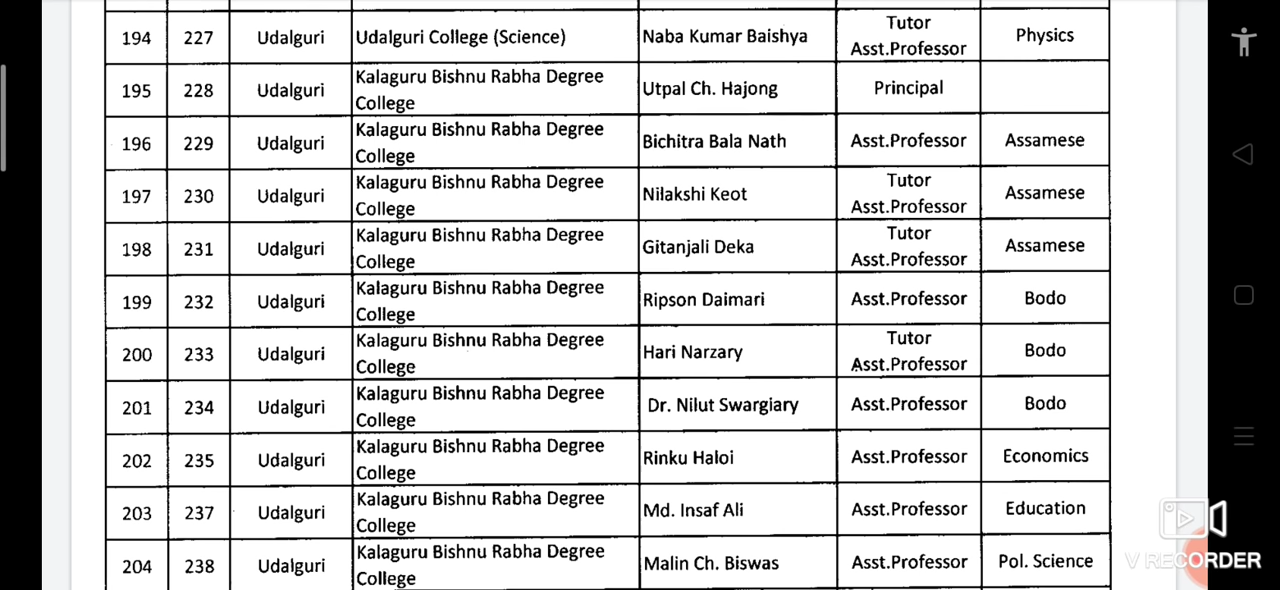 194 227 Udalguri Udalguri College (Science) Naba Kumar Baishya Tutor Asst.Professor Physics
195 228 Udalguri Kalaguru Bishnu Rabha Degree College Utpal Ch. Hajong Principal
196 229 Udalguri Kalaguru Bishnu Rabha Degree College Bichitra Bala Nath Asst.Professor Assamese
197 230 Udalguri Kalaguru Bishnu Rabha Degree College Nilakshi Keot Tutor Asst.Professor Assamese
198 231 Udalguri Kalaguru Bishnu Rabha Degree College Gitanjali Deka Tutor Asst.Professor Assamese
199 232 Udalguri Kalaguru Bishnu Rabha Degree College Ripson Daimari Asst.Professor Bodo
200 233 Udalguri Kalaguru Bishnu Rabha Degree College Hari Narzary Tutor Asst.Professor Bodo
201 234 Udalguri Kalaguru Bishnu Rabha Degree College Dr. Nilut Swargiary Asst.Professor Bodo
202 235 Udalguri Kalaguru Bishnu Rabha Degree College Rinku Haloi Asst.Professor Economics
203 237 Udalguri Kalaguru Bishnu Rabha Degree College Md. Insaf Ali Asst.Professor Education
204 238 Udalguri Kalaguru Bishnu Rabha Degree College Malin Ch. Biswas Asst.Professor Pol. Science
V RECORDER